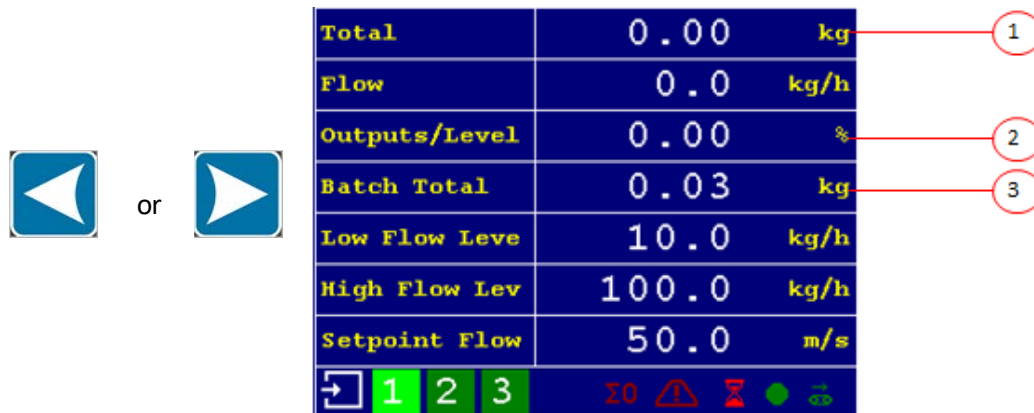 or
Total 0.00 kg 1
Flow 0.0 kg/h
Outputs/Level 0.00 % 2
Batch Total 0.03 kg 3
Low Flow Leve 10.0 kg/h
High Flow Lev 100.0 kg/h
Setpoint Flow 50.0 m/s
1 2 3 Σ0